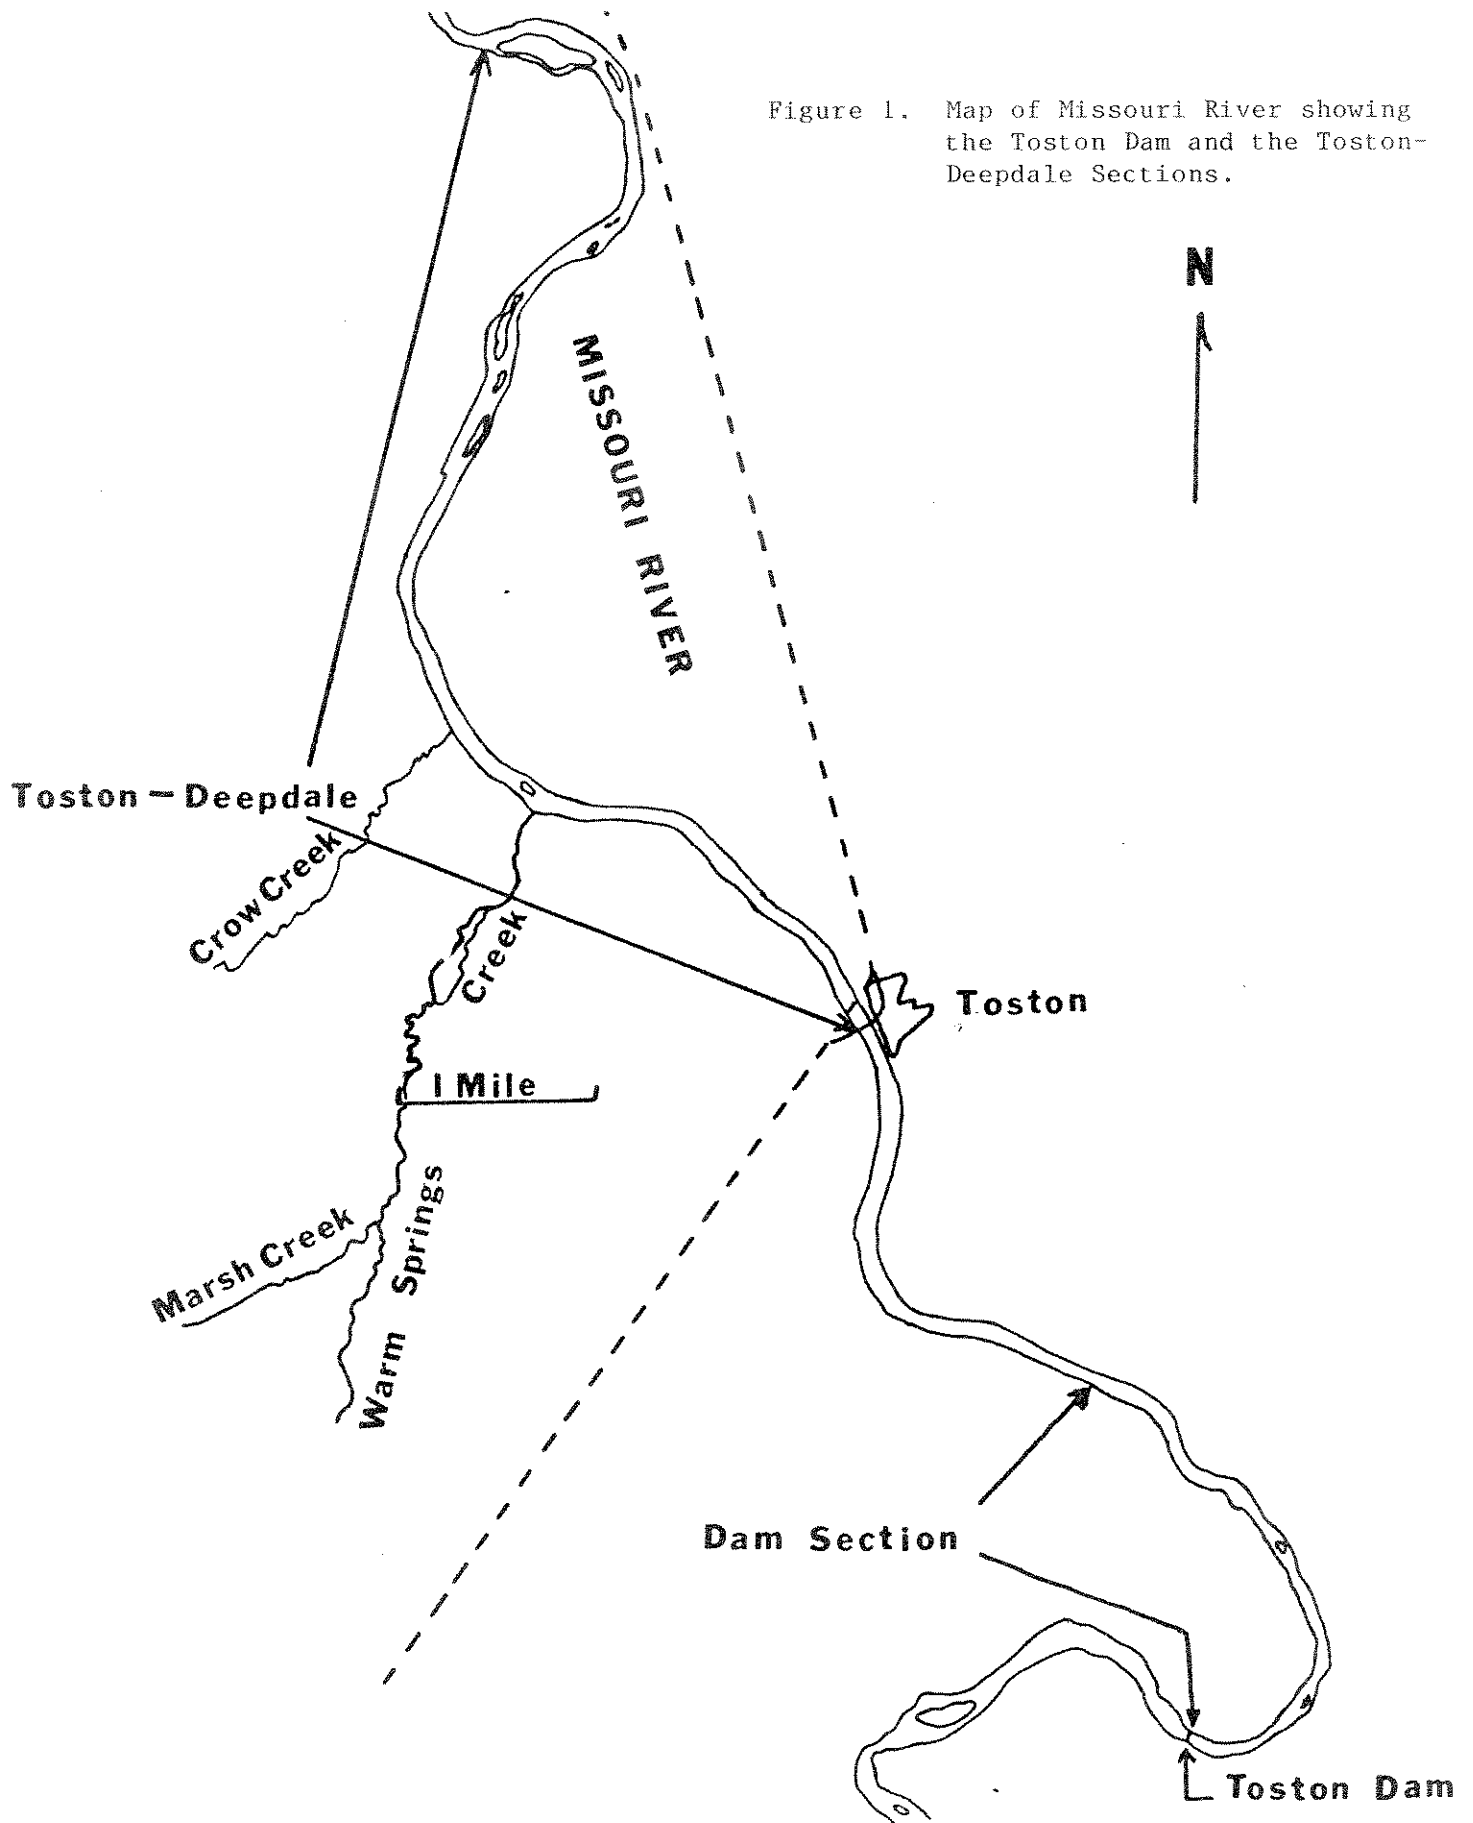 Figure 1. Map of Missouri River showing
the Toston Dam and the Toston-
Deepdale Sections.
N
MISSOURI RIVER
Toston - Deepdale
Crow Creek
Creek
Toston
1 Mile
Marsh Creek
Warm Springs
Dam Section
Toston Dam